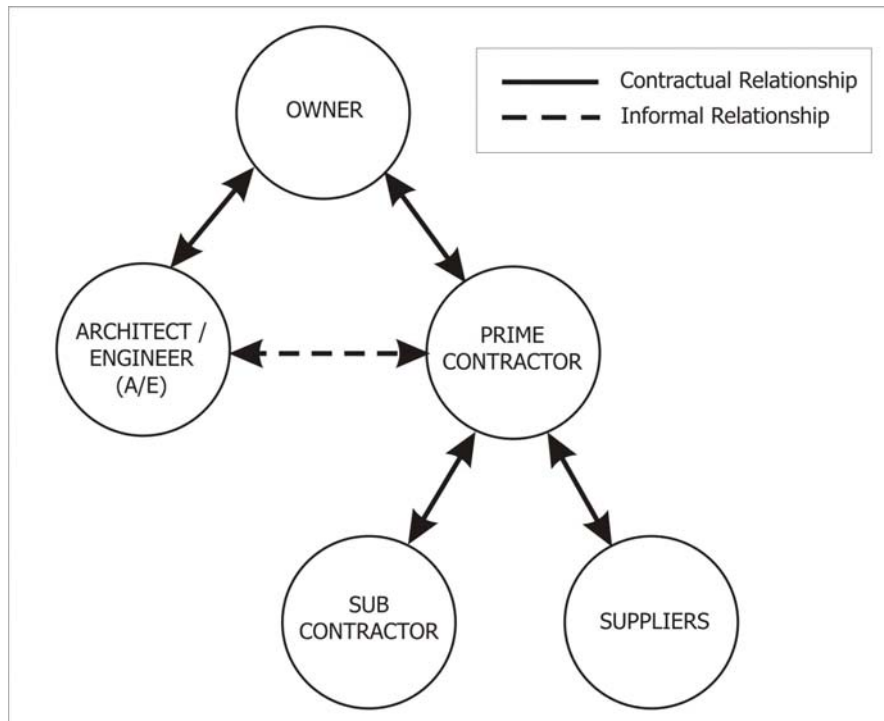 OWNER
Contractual Relationship
Informal Relationship
ARCHITECT /
ENGINEER
(A/E)
PRIME
CONTRACTOR
SUB
CONTRACTOR
SUPPLIERS